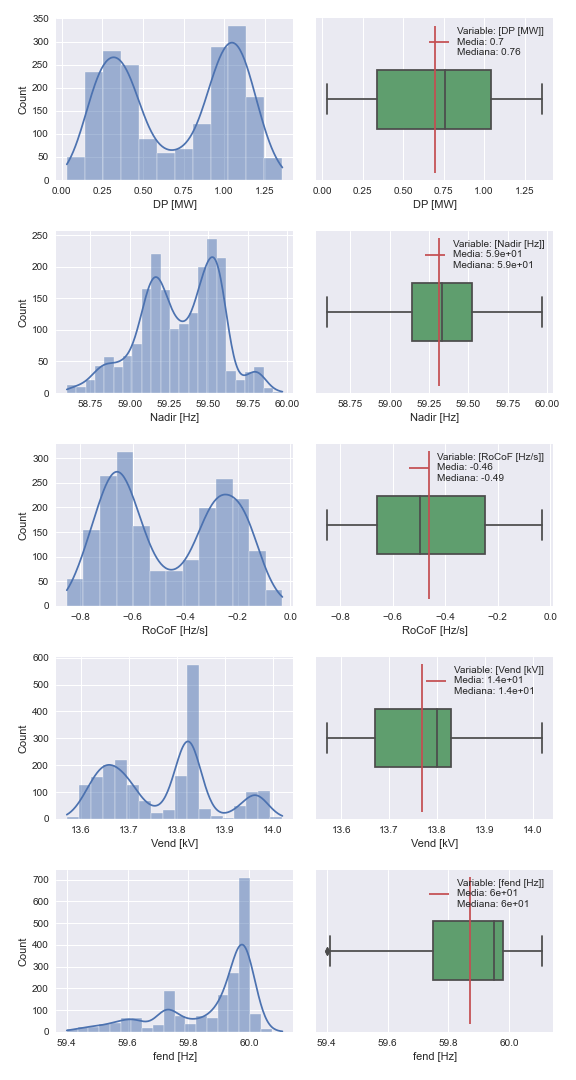 350
300
250
200
150
100
50
0
Count
0.00 0.25 0.50 0.75 1.00 1.25
DP [MW]
Variable: [DP [MW]]
Media: 0.7
Mediana: 0.76
0.00 0.25 0.50 0.75 1.00 1.25
DP [MW]
250
200
150
100
50
0
Count
58.75 59.00 59.25 59.50 59.75 60.00
Nadir [Hz]
Variable: [Nadir [Hz]]
Media: 5.9e+01
Mediana: 5.9e+01
58.75 59.00 59.25 59.50 59.75 60.00
Nadir [Hz]
300
250
200
150
100
50
0
Count
−0.8 −0.6 −0.4 −0.2 0.0
RoCoF [Hz/s]
Variable: [RoCoF [Hz/s]]
Media: -0.46
Mediana: -0.49
−0.8 −0.6 −0.4 −0.2 0.0
RoCoF [Hz/s]
600
500
400
300
200
100
0
Count
13.6 13.7 13.8 13.9 14.0
Vend [kV]
Variable: [Vend [kV]]
Media: 1.4e+01
Mediana: 1.4e+01
13.6 13.7 13.8 13.9 14.0
Vend [kV]
700
600
500
400
300
200
100
0
Count
59.4 59.6 59.8 60.0
fend [Hz]
Variable: [fend [Hz]]
Media: 6e+01
Mediana: 6e+01
59.4 59.6 59.8 60.0
fend [Hz]